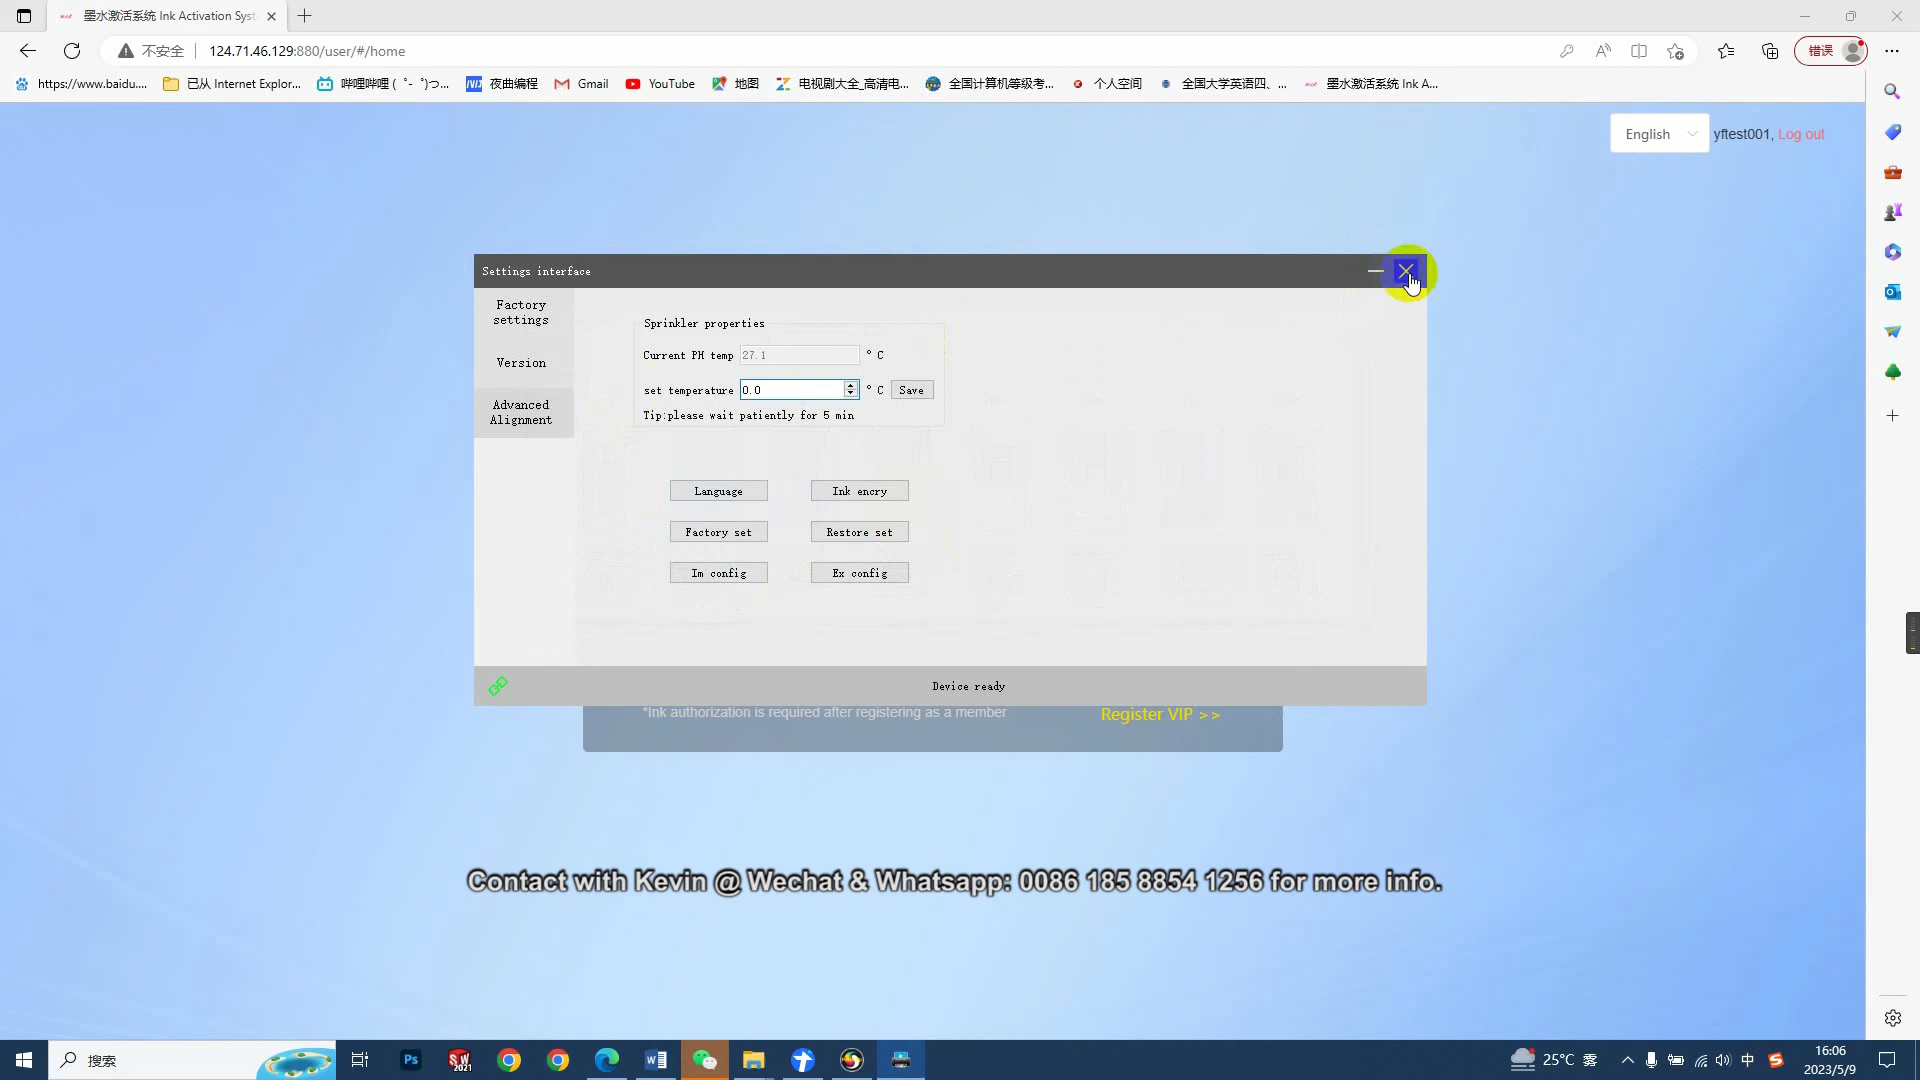 墨水激活系统 Ink Activation Syst
不安全
124.71.46.129:880/user/#/home
错误
https://www.baidu....
已从 Internet Explor...
哔哩哔哩 (゜-゜)つ...
夜曲编程
Gmail
YouTube
地图
电视剧大全_高清电...
全国计算机等级考...
个人空间
全国大学英语四、...
墨水激活系统 Ink A...
English
yftest001, Log out
Settings interface
Factory
settings
Version
Advanced
Alignment
Sprinkler properties
Current PH temp 27.1 ° C
set temperature 0.0 ° C Save
Tip:please wait patiently for 5 min
Language Ink encry
Factory set Restore set
Im config Ex config
Device ready
*Ink authorization is required after registering as a member
Register VIP >>
Contact with Kevin @ Wechat & Whatsapp: 0086 185 8854 1256 for more info.
搜索
Ps
SW
2021
25°C 雾
中
16:06
2023/5/9